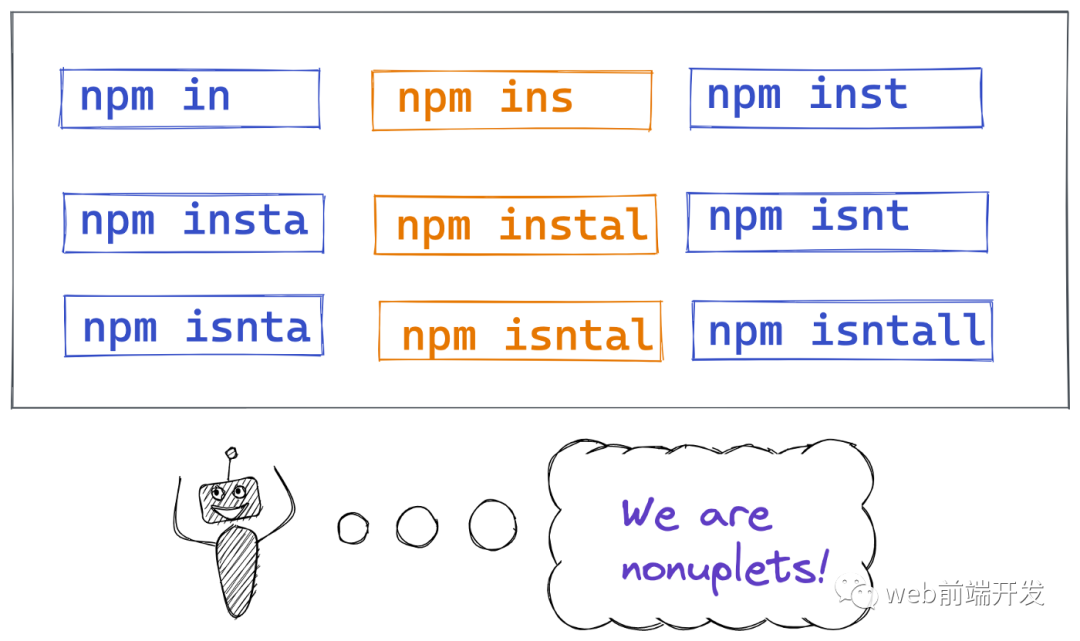 npm in
npm ins
npm inst
npm insta
npm instal
npm isnt
npm isnta
npm isntal
npm isntall
We are
nonuplets!
web前端开发